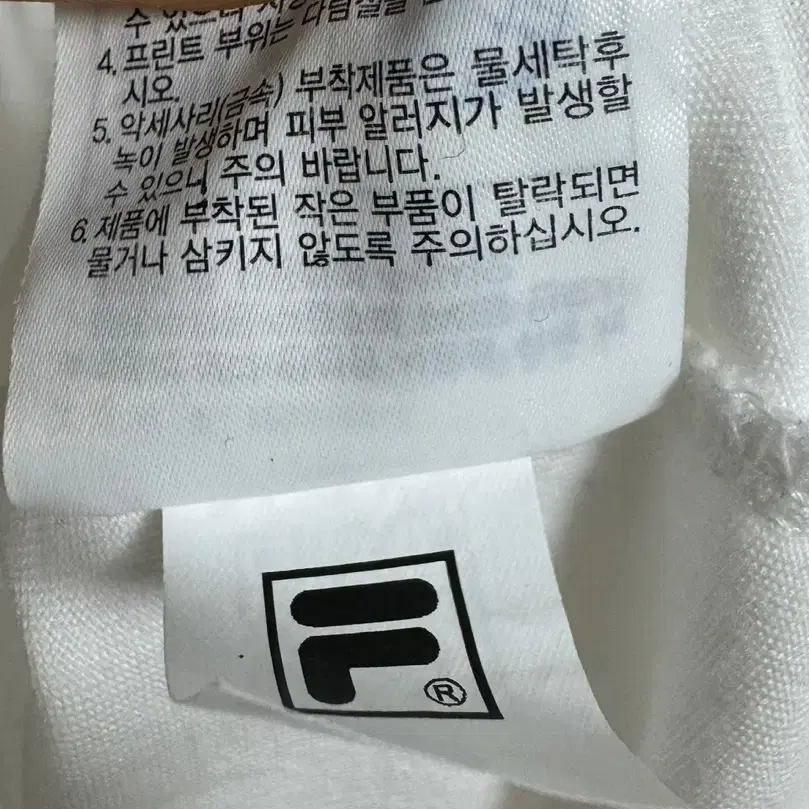 수 있으니
4. 프린트 부위는 다림질을
시오.
5. 악세사리(금속) 부착제품은 물세탁후
녹이 발생하며 피부 알러지가 발생할
수 있으니 주의 바랍니다.
6. 제품에 부착된 작은 부품이 탈락되면
물거나 삼키지 않도록 주의하십시오.
®